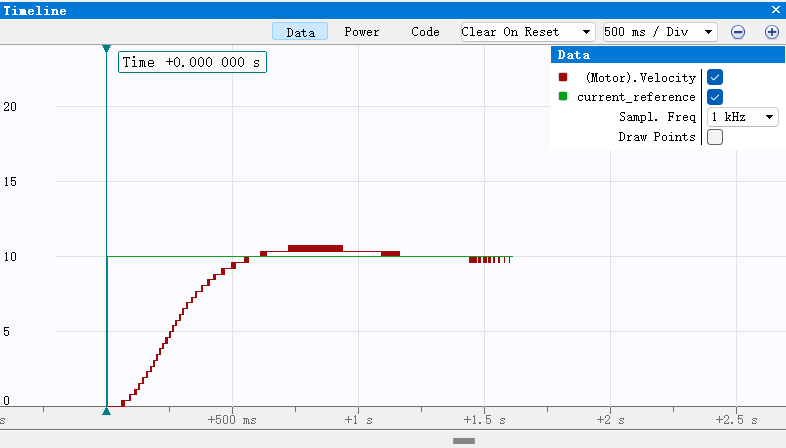 Timeline
Data Power Code Clear On Reset 500 ms / Div
Time +0.000 000 s
Data
(Motor).Velocity
current_reference
Sampl. Freq 1 kHz
Draw Points
20
15
10
5
0
s +500 ms +1 s +1.5 s +2 s +2.5 s